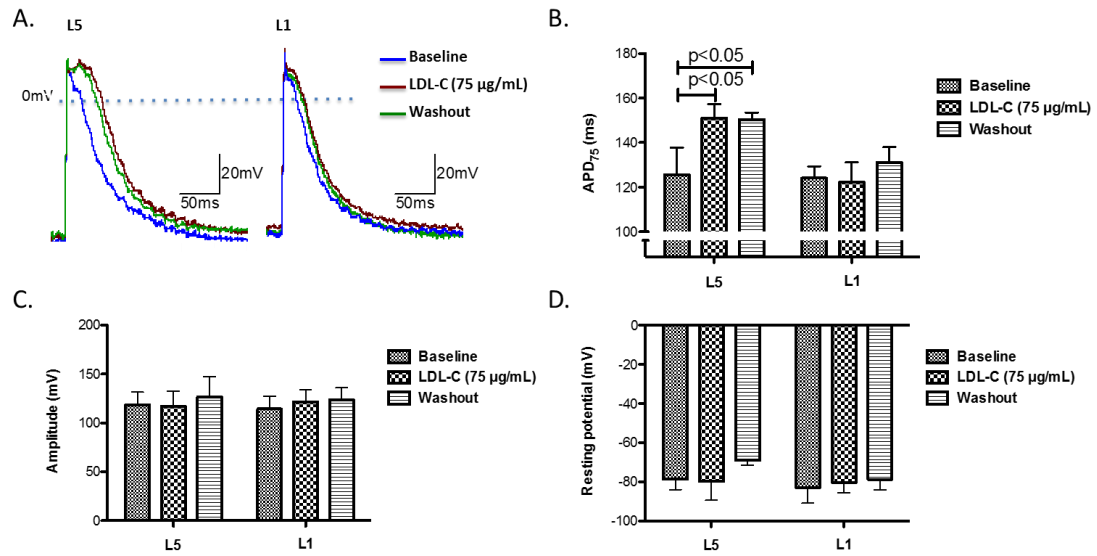 A.
L5
L1
Baseline
LDL-C (75 µg/mL)
Washout
0mV
20mV
50ms
20mV
50ms
B.
180
160
140
120
100
APD75 (ms)
p<0.05
p<0.05
L5
L1
Baseline
LDL-C (75 µg/mL)
Washout
C.
200
150
100
50
0
Amplitude (mV)
L5
L1
Baseline
LDL-C (75 µg/mL)
Washout
D.
0
-20
-40
-60
-80
-100
Resting potential (mV)
L5
L1
Baseline
LDL-C (75 µg/mL)
Washout